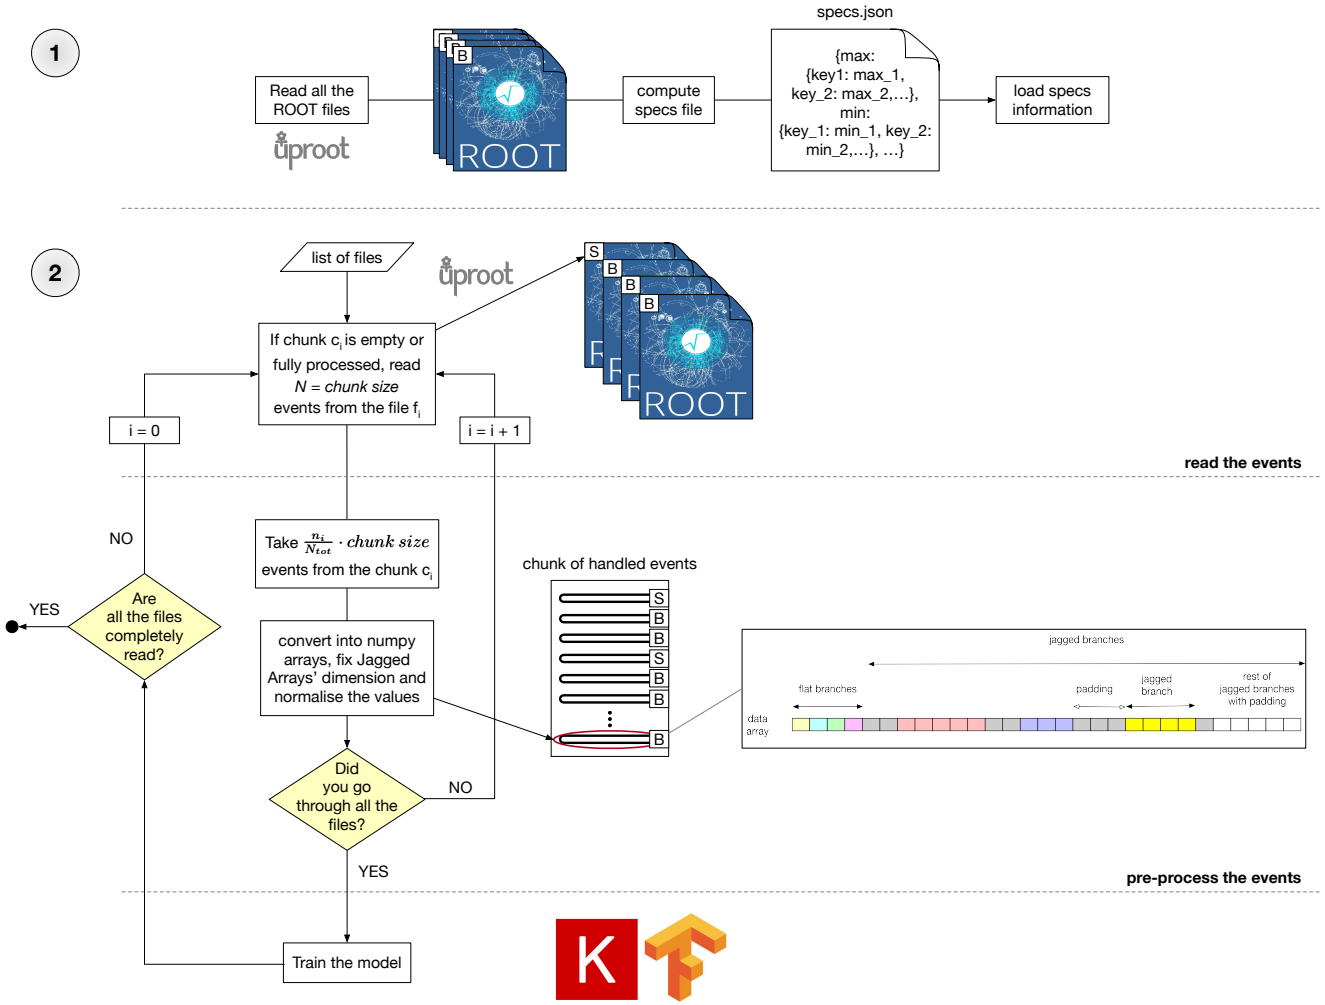 1
specs.json
Read all the
ROOT files
uproot
B
B
B
B
ROOT
compute
specs file
{max:
{key1: max_1,
key_2: max_2,...},
min:
{key_1: min_1, key_2:
min_2,...}, ...}
load specs
information
2
list of files
uproot
S
B
B
B
R
F
F
ROOT
If chunk c_i is empty or
fully processed, read
N = chunk size
events from the file f_i
i = 0
i = i + 1
read the events
NO
Take n_i/N_tot · chunk size
events from the chunk c_i
chunk of handled events
S
B
B
S
B
B
B
Are
all the files
completely
read?
YES
convert into numpy
arrays, fix Jagged
Arrays' dimension and
normalise the values
jagged branches
flat branches
padding
jagged
branch
rest of
jagged branches
with padding
data
array
Did
you go
through all the
files?
NO
YES
pre-process the events
Train the model
K